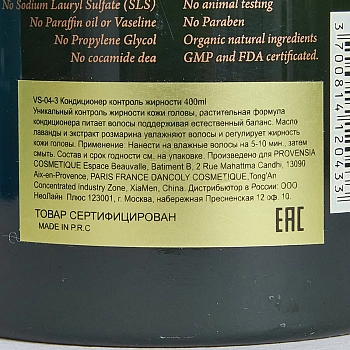 No Sodium Lauryl Sulfate (SLS)
No Paraffin oil or Vaseline
No Propylene Glycol
No cocamide dea
No animal testing
No Paraben
Organic natural ingredients
GMP and FDA certificated.
VS-04-3 Кондиционер контроль жирности 400ml
Уникальный контроль жирности кожи головы, растительная формула
кондиционера питает волосы поддерживая естественный баланс. Масло
лаванды и экстракт розмарина увлажняют волосы и регулирует жирность
кожи головы. Применение: Нанести на влажные волосы на 5-10 мин., затем
смыть. Состав и срок годности см. на упаковке. Произведено для PROVENSIA
COSMETIQUE Espace Beauvalle, Batiment B, 2 Rue Mahattma Candhi, 13090
Aix-en-Provence, PARIS FRANCE OANCOLY COSMETIQUE,Tong'An
Concentrated Industry Zone, XiaMen, China. Дистрибьютор в России: ООО
НеоЛайн Плюс 123001, г. Москва, набережная Пресненская 12 оф. 10.
ТОВАР СЕРТИФИЦИРОВАН
MADE IN P.R.C
EAC
3700814124343